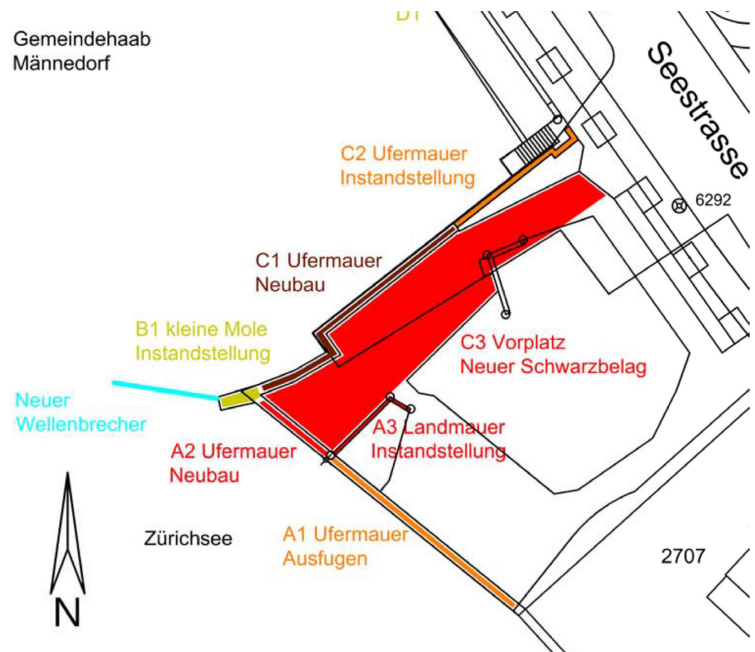 D1
Gemeindehaab
Männedorf
Seestrasse
C2 Ufermauer
Instandstellung
6292
C1 Ufermauer
Neubau
B1 kleine Mole
Instandstellung
C3 Vorplatz
Neuer Schwarzbelag
Neuer
Wellenbrecher
A3 Landmauer
Instandstellung
A2 Ufermauer
Neubau
Zürichsee
A1 Ufermauer
Ausfugen
2707
N